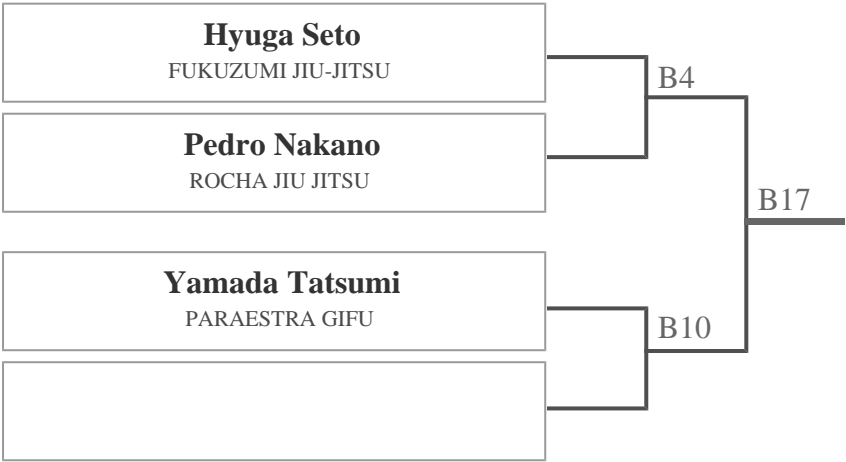 Hyuga Seto
FUKUZUMI JIU-JITSU
B4
Pedro Nakano
ROCHA JIU JITSU
B17
Yamada Tatsumi
PARAESTRA GIFU
B10